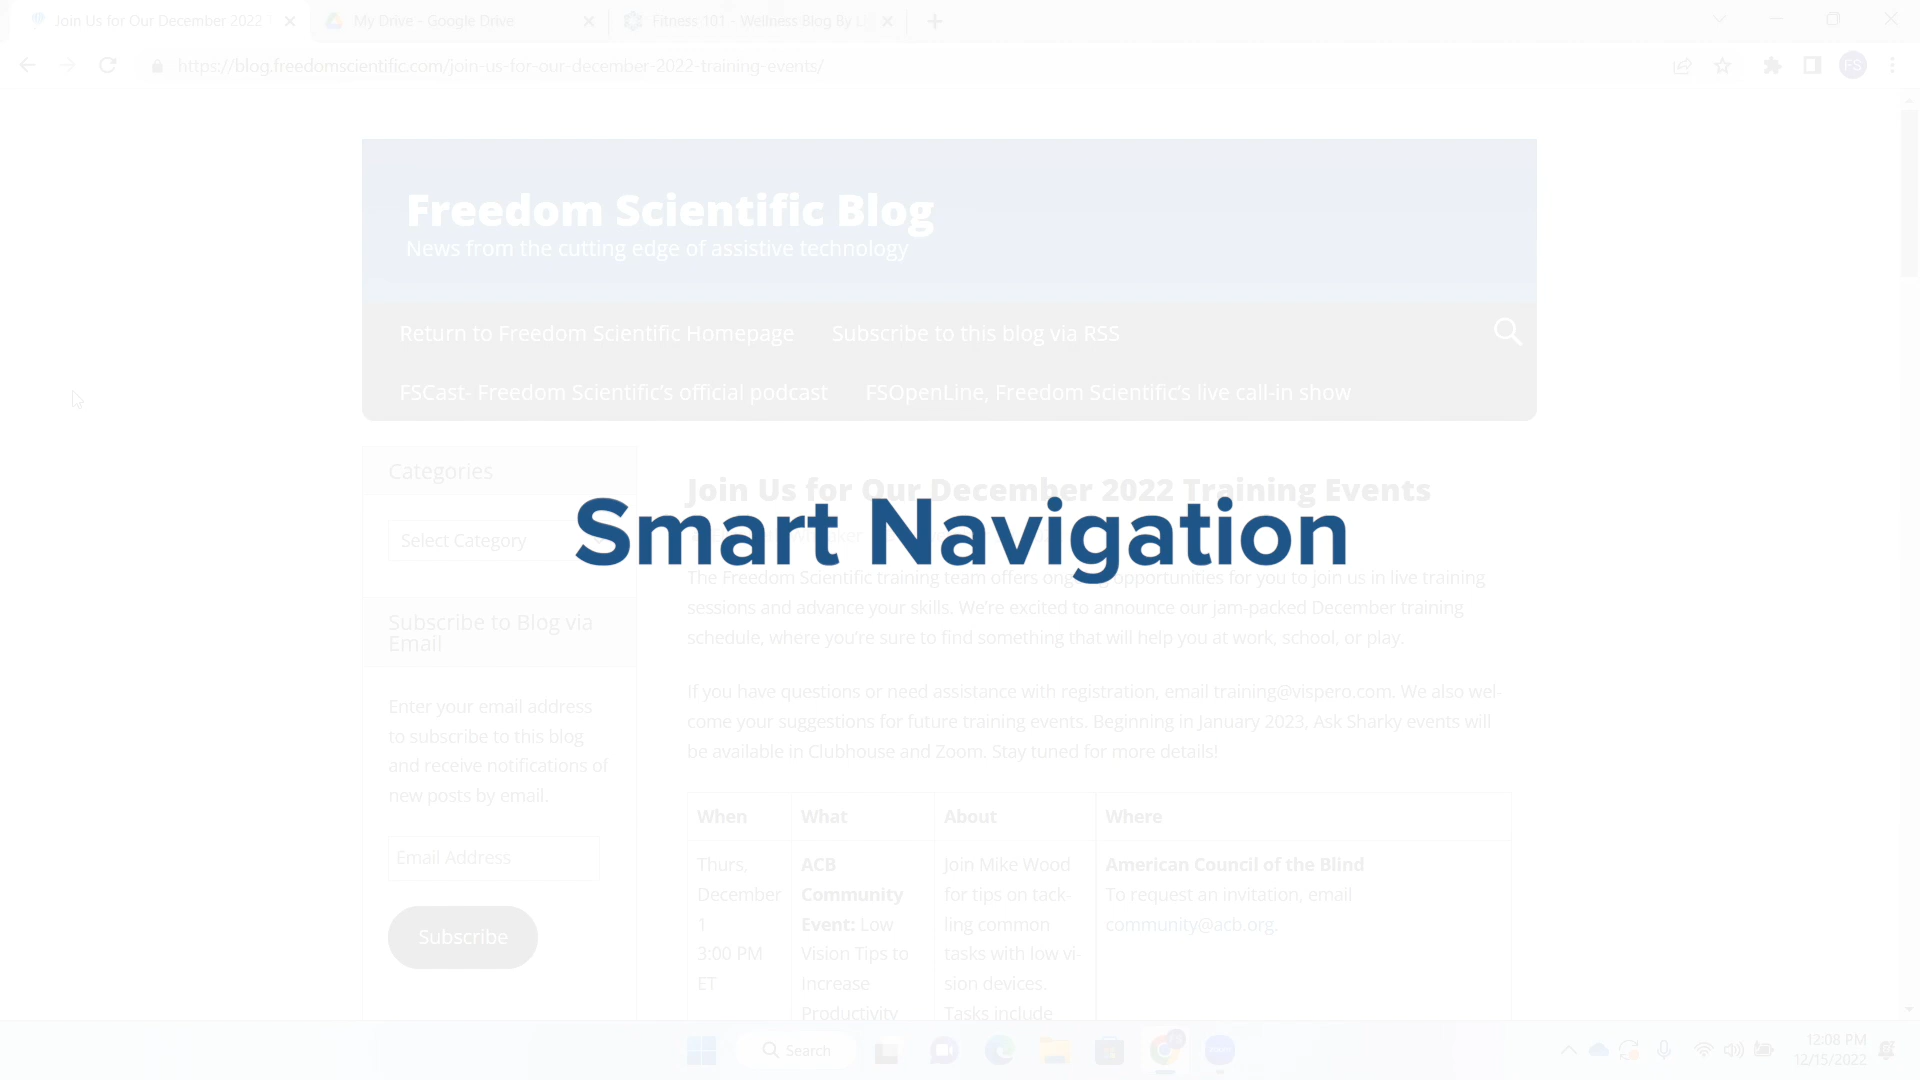 Join Us for Our December 2022
My Drive - Google Drive
Fitness 101 - Wellness Blog By
https://blog.freedomscientific.com/join-us-for-our-december-2022-training-events/
FS
Freedom Scientific Blog
News from the cutting edge of assistive technology
Return to Freedom Scientific Homepage
Subscribe to this blog via RSS
FSCast- Freedom Scientific's official podcast
FSOpenLine, Freedom Scientific's live call-in show
Categories
Select Category
Subscribe to Blog via
Email
Enter your email address
to subscribe to this blog
and receive notifications of
new posts by email.
Email Address
Subscribe
Join Us for Our December 2022 Training Events
Smart Navigation
The Freedom Scientific training team offers opportunities for you to join us in live training
sessions and advance your skills. We're excited to announce our jam-packed December training
schedule, where you're sure to find something that will help you at work, school, or play.
If you have questions or need assistance with registration, email training@vispero.com. We also wel-
come your suggestions for future training events. Beginning in January 2023, Ask Sharky events will
be available in Clubhouse and Zoom. Stay tuned for more details!
When
What
About
Where
Thurs,
December
1
3:00 PM
ET
ACB
Community
Event: Low
Vision Tips to
Increase
Productivity
Join Mike Wood
for tips on tack-
ling common
tasks with low vi-
sion devices.
Tasks include
American Council of the Blind
To request an invitation, email
community@acb.org.
Search
12:08 PM
12/15/2022